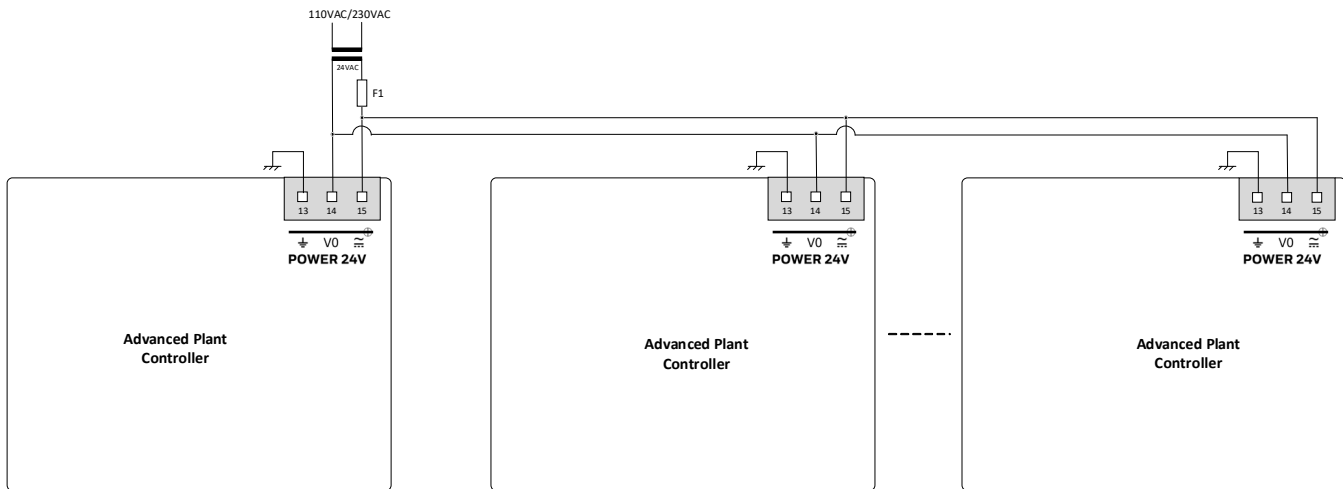 110VAC/230VAC
24VAC
F1
13 14 15
V0
POWER 24V
Advanced Plant
Controller
13 14 15
V0
POWER 24V
Advanced Plant
Controller
13 14 15
V0
POWER 24V
Advanced Plant
Controller